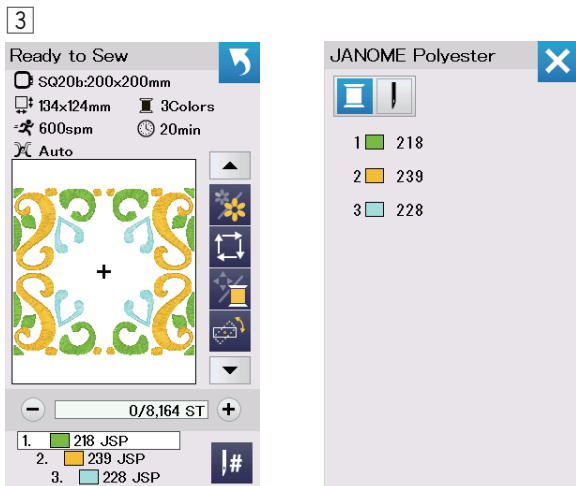 3
Ready to Sew
SQ20b:200x200mm
134x124mm 3Colors
600spm 20min
Auto
0/8,164 ST
1. 218 JSP
2. 239 JSP
3. 228 JSP
#
JANOME Polyester
1 218
2 239
3 228